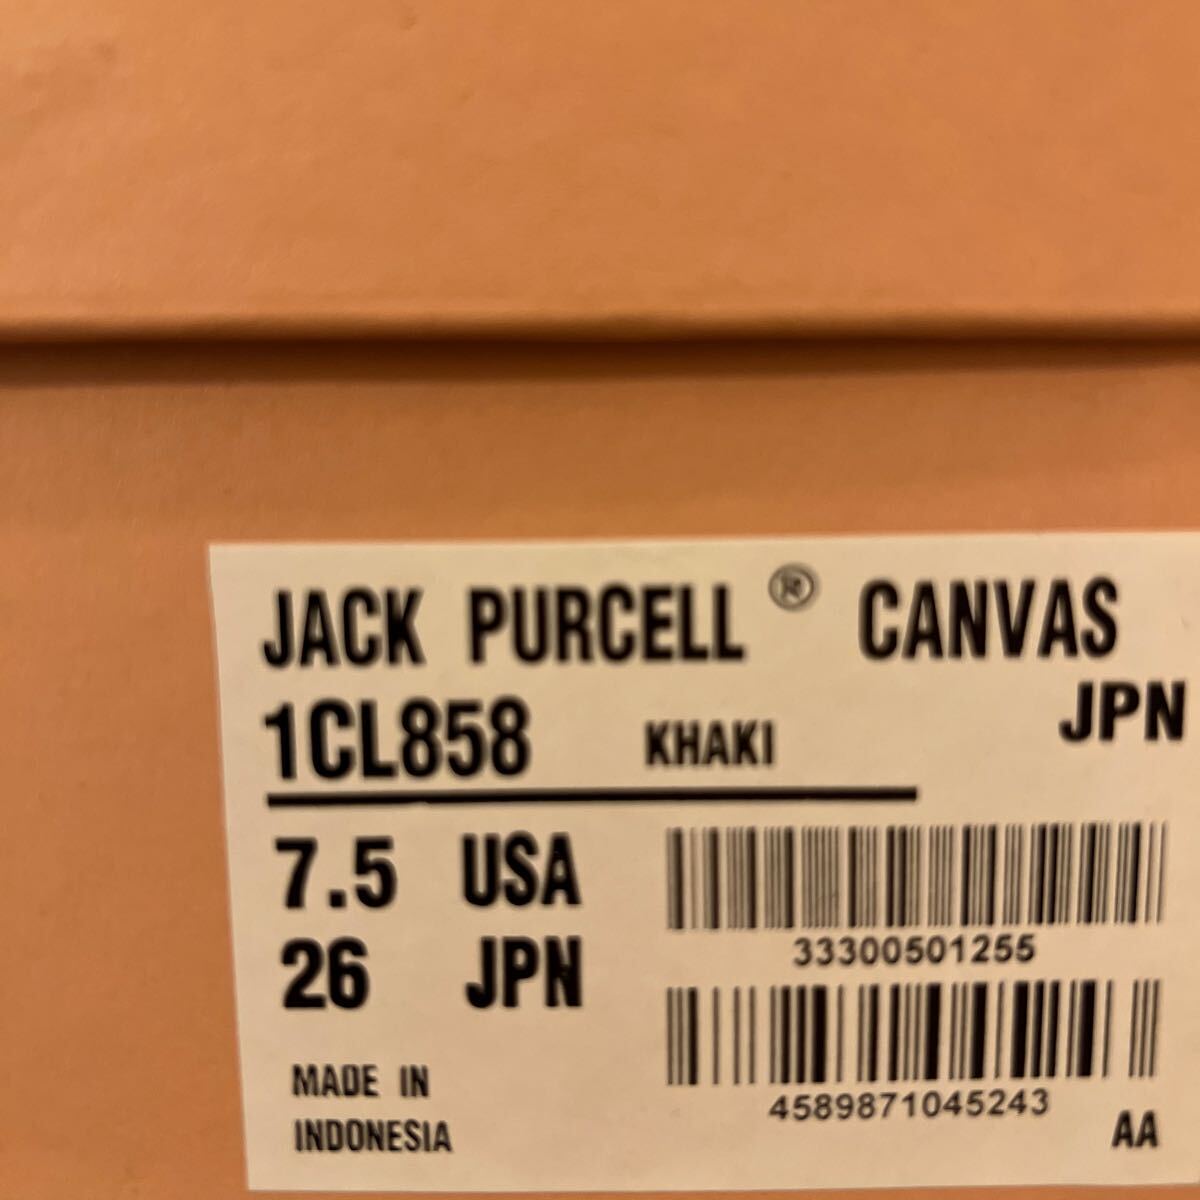 JACK PURCELL ® CANVAS
1CL858 KHAKI JPN
7.5 USA
26 JPN
33300501255
4589871045243
MADE IN
INDONESIA
AA